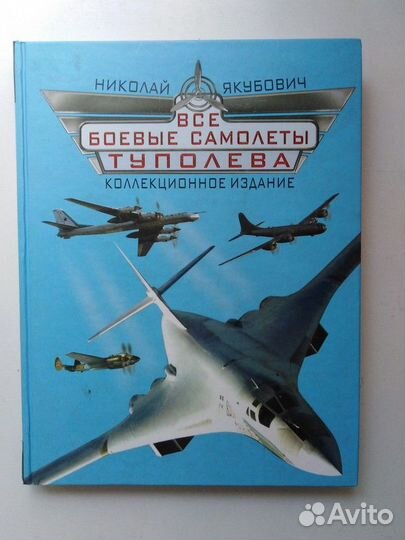 НИКОЛАЙ ЯКУБОВИЧ
ВСЕ
БОЕВЫЕ САМОЛЕТЫ
ТУПОЛЕВА
КОЛЛЕКЦИОННОЕ ИЗДАНИЕ
Avito